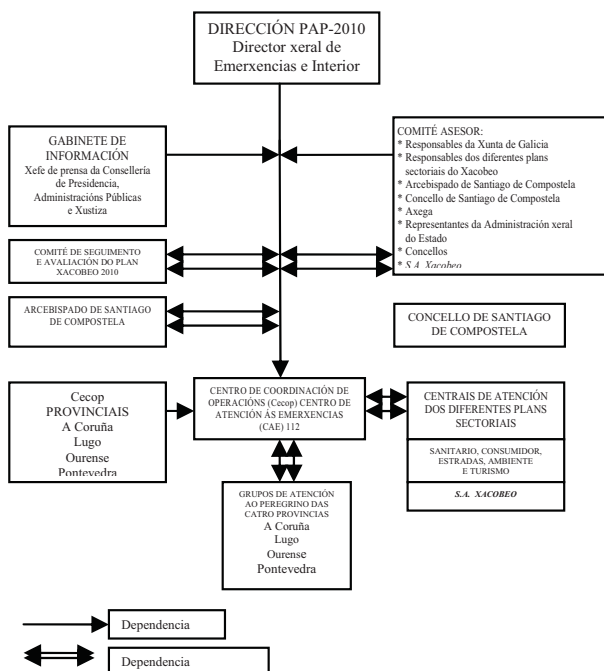 DIRECCIÓN PAP-2010
Director xeral de
Emerxencias e Interior
GABINETE DE
INFORMACIÓN
Xefe de prensa da Consellería
de Presidencia,
Administracións Públicas
e Xustiza
COMITÉ ASESOR:
* Responsables da Xunta de Galicia
* Responsables dos diferentes plans
sectoriais do Xacobeo
* Arcebispado de Santiago de Compostela
* Concello de Santiago de Compostela
* Axega
* Representantes da Administración xeral
do Estado
* Concellos
* S.A. Xacobeo
COMITÉ DE SEGUIMENTO
E AVALIACIÓN DO PLAN
XACOBEO 2010
ARCEBISPADO DE SANTIAGO
DE COMPOSTELA
CONCELLO DE SANTIAGO
DE COMPOSTELA
Cecop
PROVINCIAIS
A Coruña
Lugo
Ourense
Pontevedra
CENTRO DE COORDINACIÓN DE
OPERACIÓNS (Cecop) CENTRO DE
ATENCIÓN ÁS EMERXENCIAS
(CAE) 112
CENTRAIS DE ATENCIÓN
DOS DIFERENTES PLANS
SECTORIAIS
SANITARIO, CONSUMIDOR,
ESTRADAS, AMBIENTE
E TURISMO
S.A. XACOBEO
GRUPOS DE ATENCIÓN
AO PEREGRINO DAS
CATRO PROVINCIAS
A Coruña
Lugo
Ourense
Pontevedra
Dependencia
Dependencia